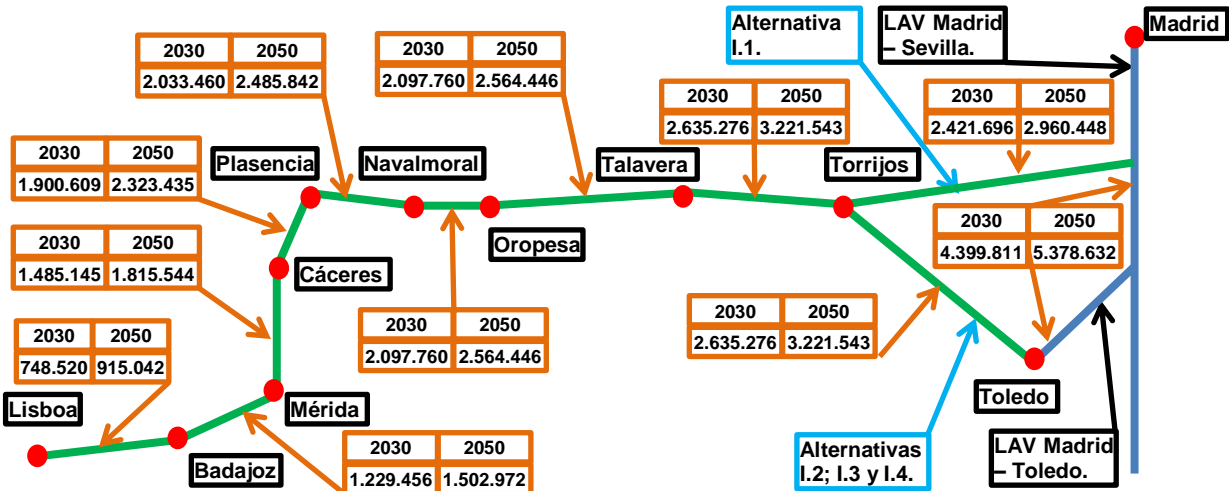 Alternativa
I.1.
LAV Madrid
– Sevilla.
Madrid
2030 2050
2.033.460 2.485.842
2030 2050
2.097.760 2.564.446
2030 2050
2.635.276 3.221.543
2030 2050
2.421.696 2.960.448
2030 2050
1.900.609 2.323.435
Plasencia
Navalmoral
Talavera
Torrijos
Oropesa
2030 2050
4.399.811 5.378.632
2030 2050
1.485.145 1.815.544
Cáceres
2030 2050
2.097.760 2.564.446
2030 2050
2.635.276 3.221.543
2030 2050
748.520 915.042
Lisboa
Mérida
Toledo
Badajoz
2030 2050
1.229.456 1.502.972
Alternativas
I.2; I.3 y I.4.
LAV Madrid
– Toledo.